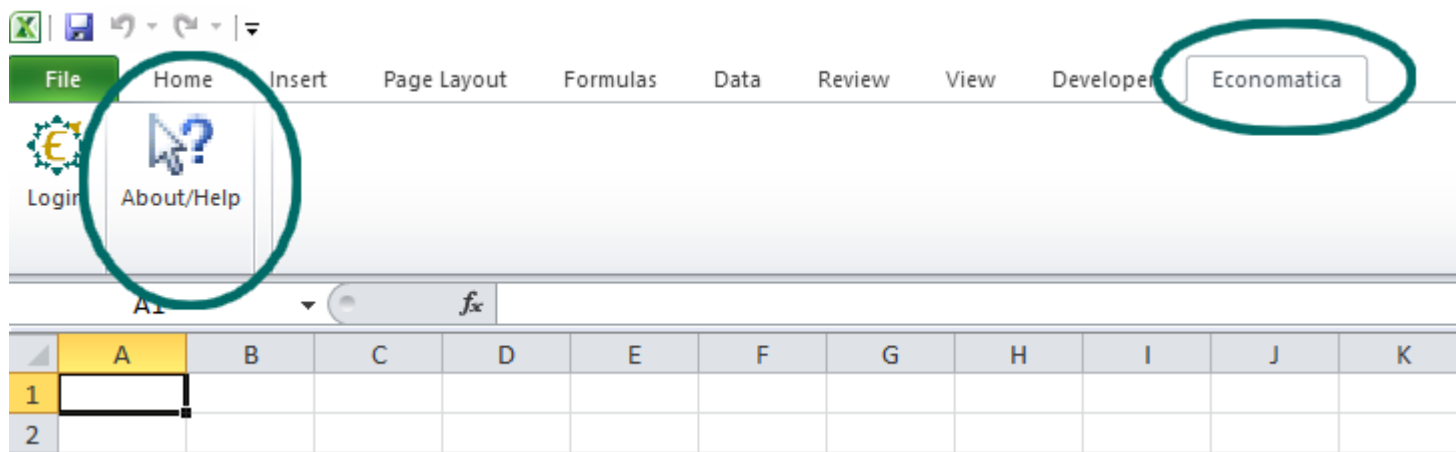 File Home Insert Page Layout Formulas Data Review View Developer Economatica
Login About/Help
A1 fx
A B C D E F G H I J K
1
2